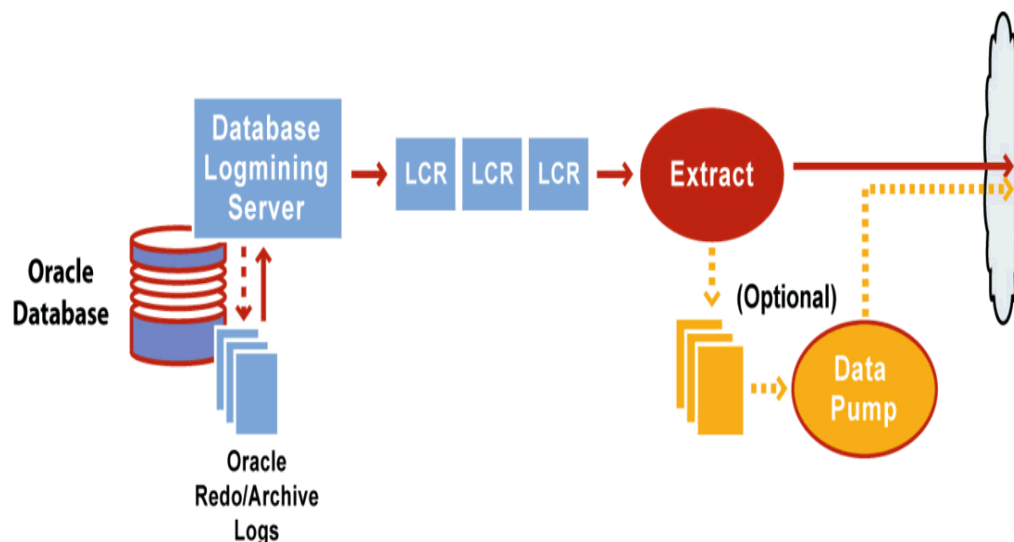 Database
Logmining
Server
LCR
LCR
LCR
Extract
Oracle
Database
(Optional)
Data
Pump
Oracle
Redo/Archive
Logs